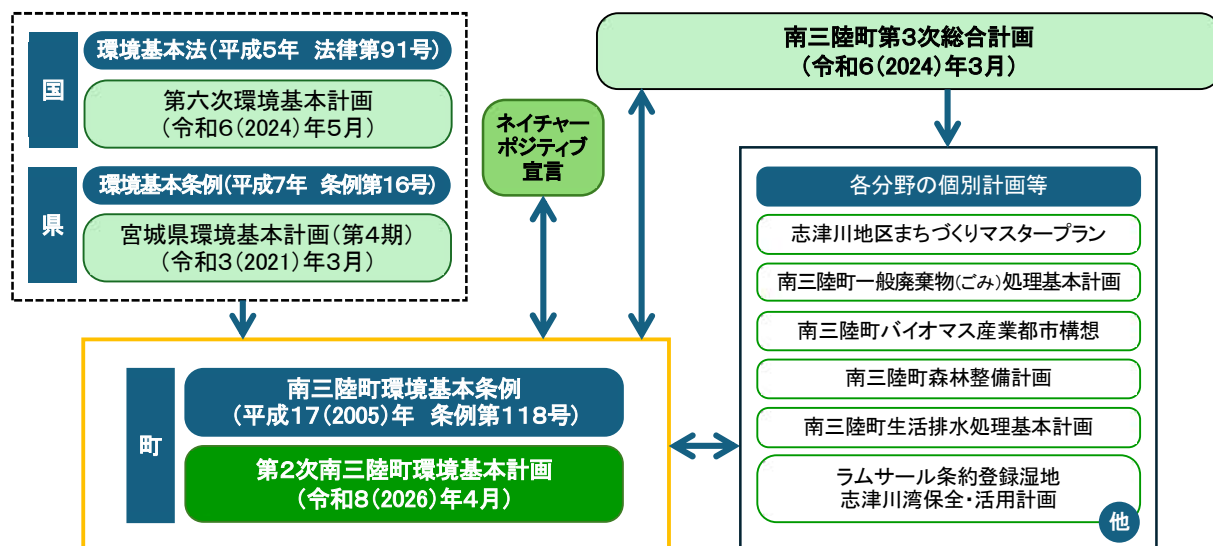 国
環境基本法(平成5年　法律第91号)
第六次環境基本計画
(令和6(2024)年5月)
県
環境基本条例(平成7年　条例第16号)
宮城県環境基本計画(第4期)
(令和3(2021)年3月)
ネイチャー
ポジティブ
宣言
南三陸町第3次総合計画
(令和6(2024)年3月)
町
南三陸町環境基本条例
(平成17(2005)年　条例第118号)
第2次南三陸町環境基本計画
(令和8(2026)年4月)
各分野の個別計画等
志津川地区まちづくりマスタープラン
南三陸町一般廃棄物(ごみ)処理基本計画
南三陸町バイオマス産業都市構想
南三陸町森林整備計画
南三陸町生活排水処理基本計画
ラムサール条約登録湿地
志津川湾保全・活用計画
他